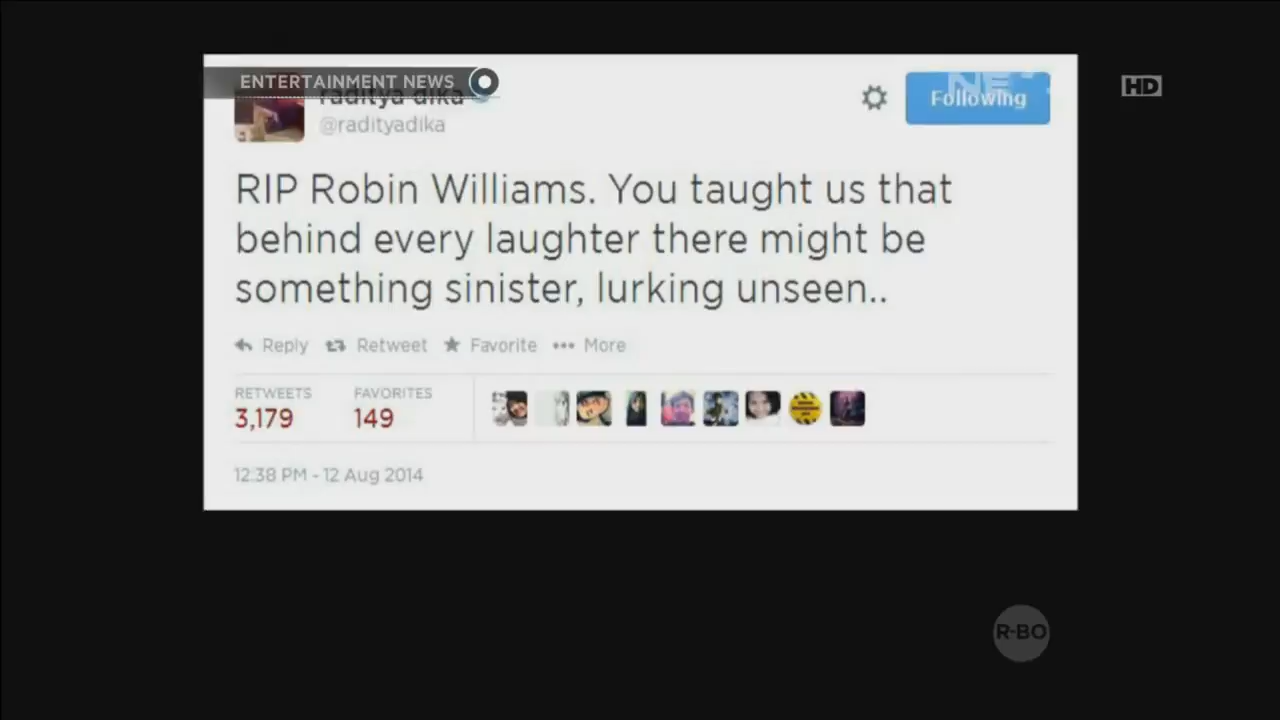 ENTERTAINMENT NEWS
HD
raditya dika
Following
@radityadika
RIP Robin Williams. You taught us that
behind every laughter there might be
something sinister, lurking unseen..
Reply Retweet Favorite More
RETWEETS FAVORITES
3,179 149
12:38 PM - 12 Aug 2014
R-BO